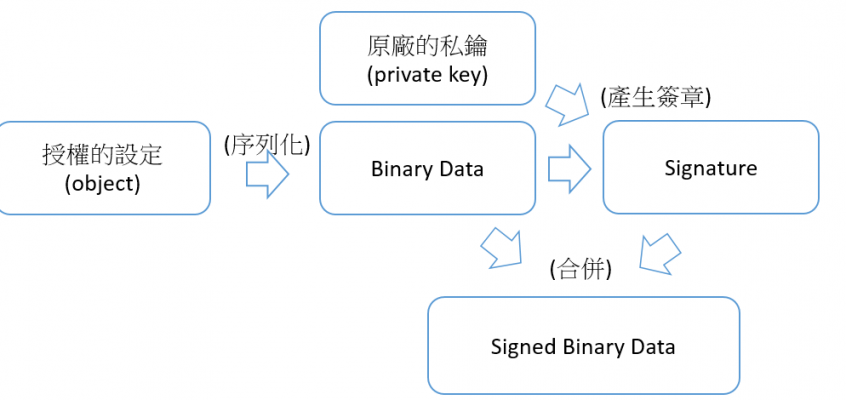 原廠的私鑰
(private key)
(產生簽章)
授權的設定
(object)
(序列化)
Binary Data
Signature
(合併)
Signed Binary Data